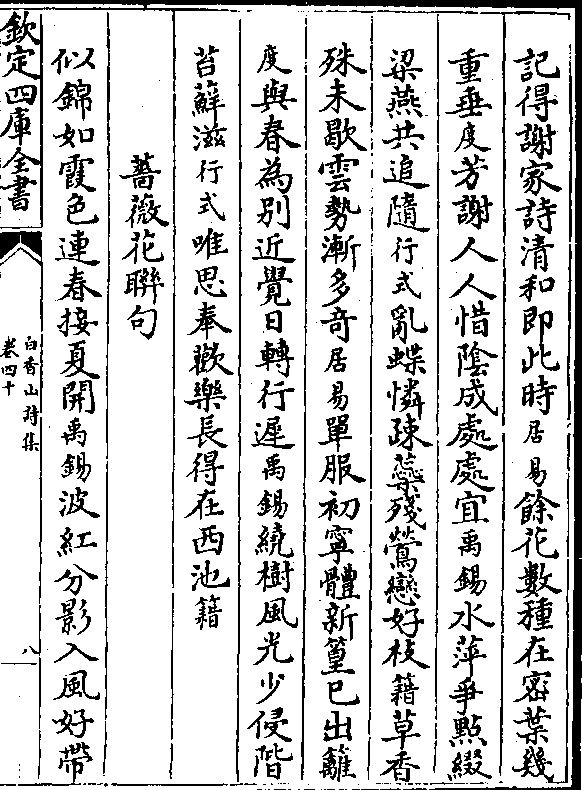 記得謝家詩清和即此時居易餘花數種在宻葉幾
重垂度芳謝人人惜陰成處處宜禹錫水萍爭點綴
梁燕共追隨行式亂蝶憐疎蘂殘鶯戀好枝籍草香
殊未歇雲勢漸多奇居易單服初寧體新篁已出籬
度與春為別近覺日轉行遲禹錫繞樹風光少侵階
苔蘚滋行式唯思奉歡樂長得在西池籍
薔薇花聯句
似錦如霞色連春接夏開禹錫波紅分影入風好帶
欽定四庫全書
白香山詩集
卷四十
八